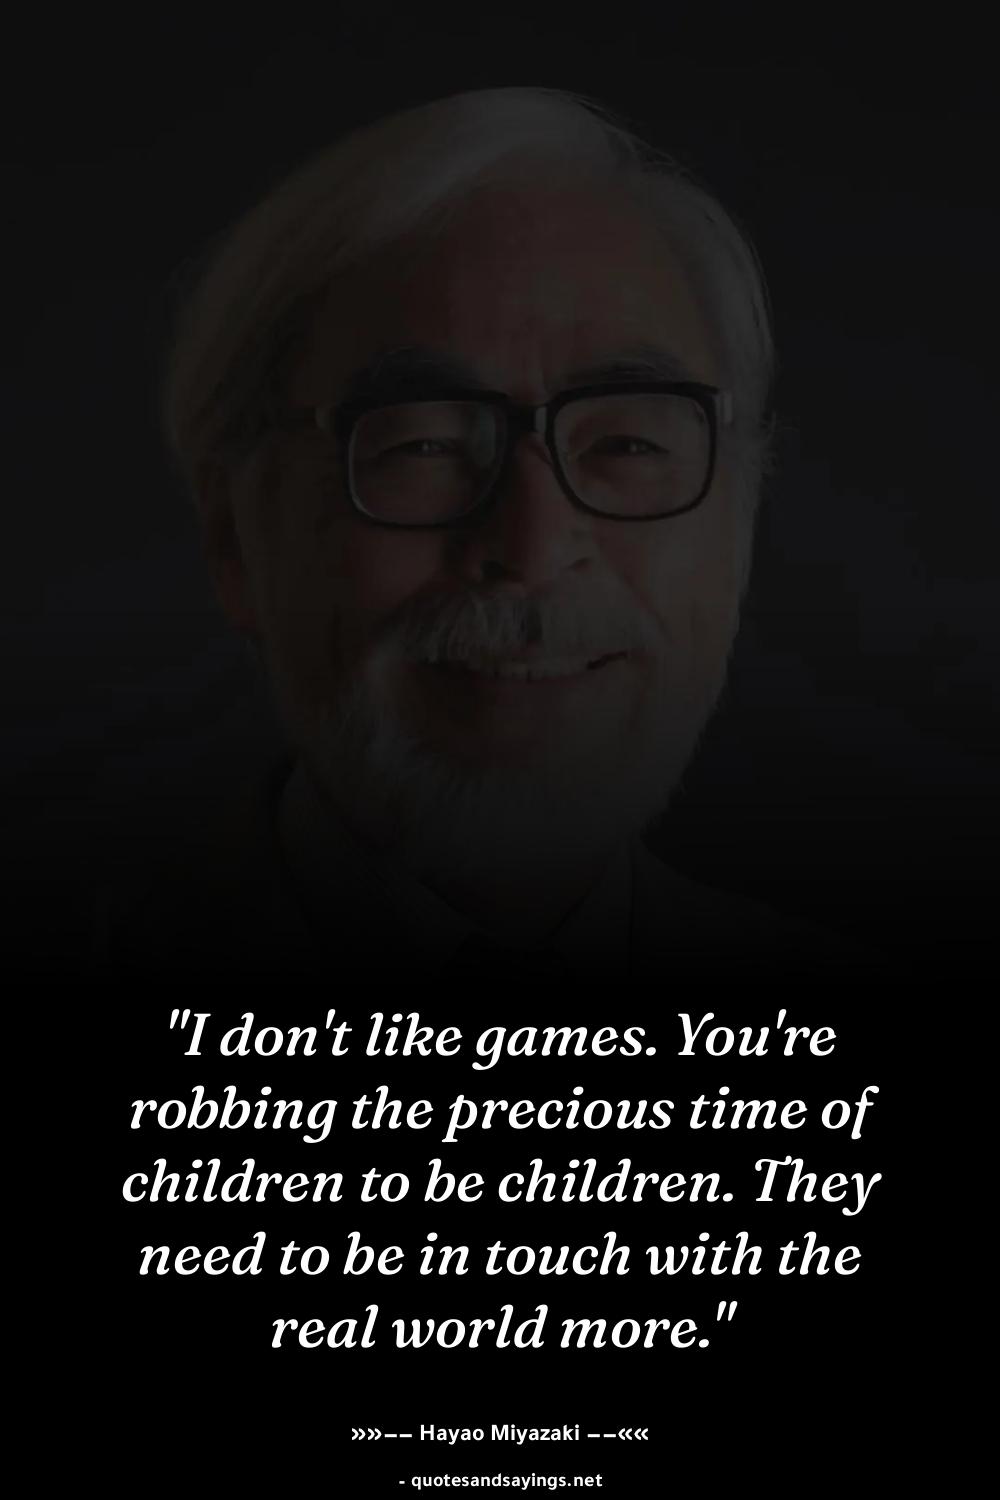 "I don't like games. You're
robbing the precious time of
children to be children. They
need to be in touch with the
real world more."
»»–– Hayao Miyazaki ––««
- quotesandsayings.net